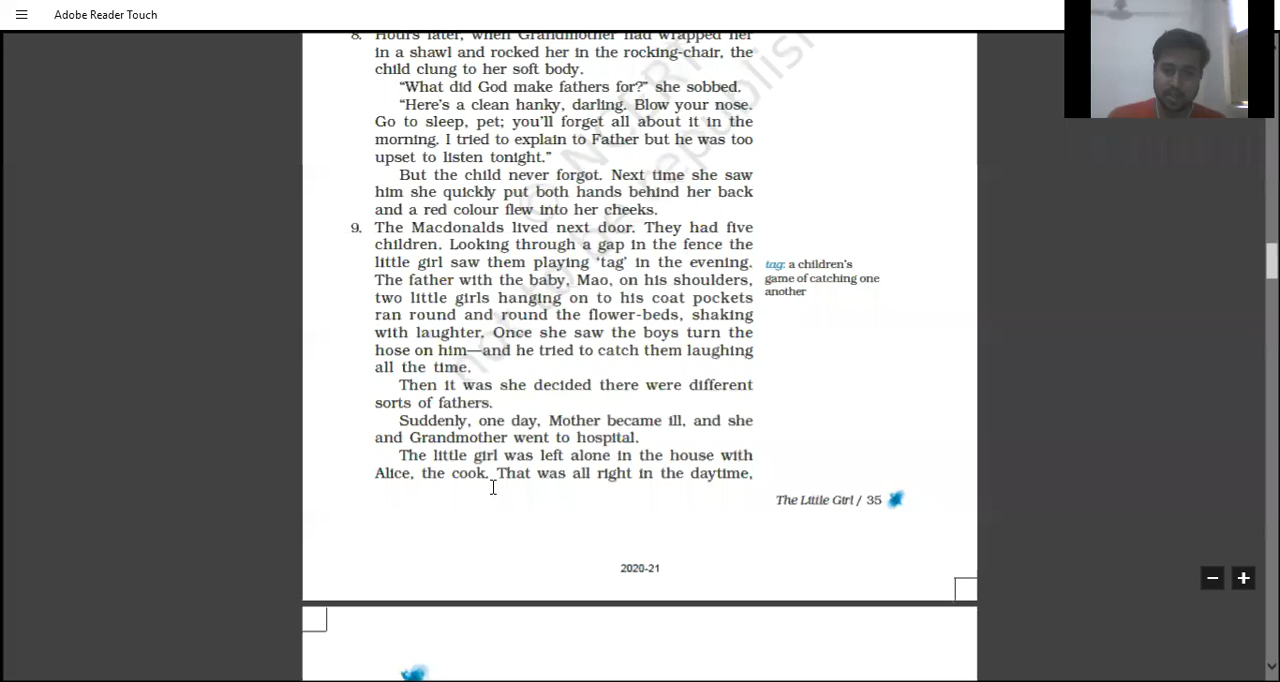 Adobe Reader Touch
8. Hours later, when Grandmother had wrapped her
in a shawl and rocked her in the rocking-chair, the
child clung to her soft body.
“What did God make fathers for?” she sobbed.
“Here’s a clean hanky, darling. Blow your nose.
Go to sleep, pet; you’ll forget all about it in the
morning. I tried to explain to Father but he was too
upset to listen tonight.”
But the child never forgot. Next time she saw
him she quickly put both hands behind her back
and a red colour flew into her cheeks.
9. The Macdonalds lived next door. They had five
children. Looking through a gap in the fence the
little girl saw them playing ‘tag’ in the evening.
The father with the baby, Mao, on his shoulders,
two little girls hanging on to his coat pockets
ran round and round the flower-beds, shaking
with laughter. Once she saw the boys turn the
hose on him—and he tried to catch them laughing
all the time.
tag: a children’s
game of catching one
another
Then it was she decided there were different
sorts of fathers.
Suddenly, one day, Mother became ill, and she
and Grandmother went to hospital.
The little girl was left alone in the house with
Alice, the cook. That was all right in the daytime,
The Little Girl / 35
2020-21
© NCERT
not to be republish